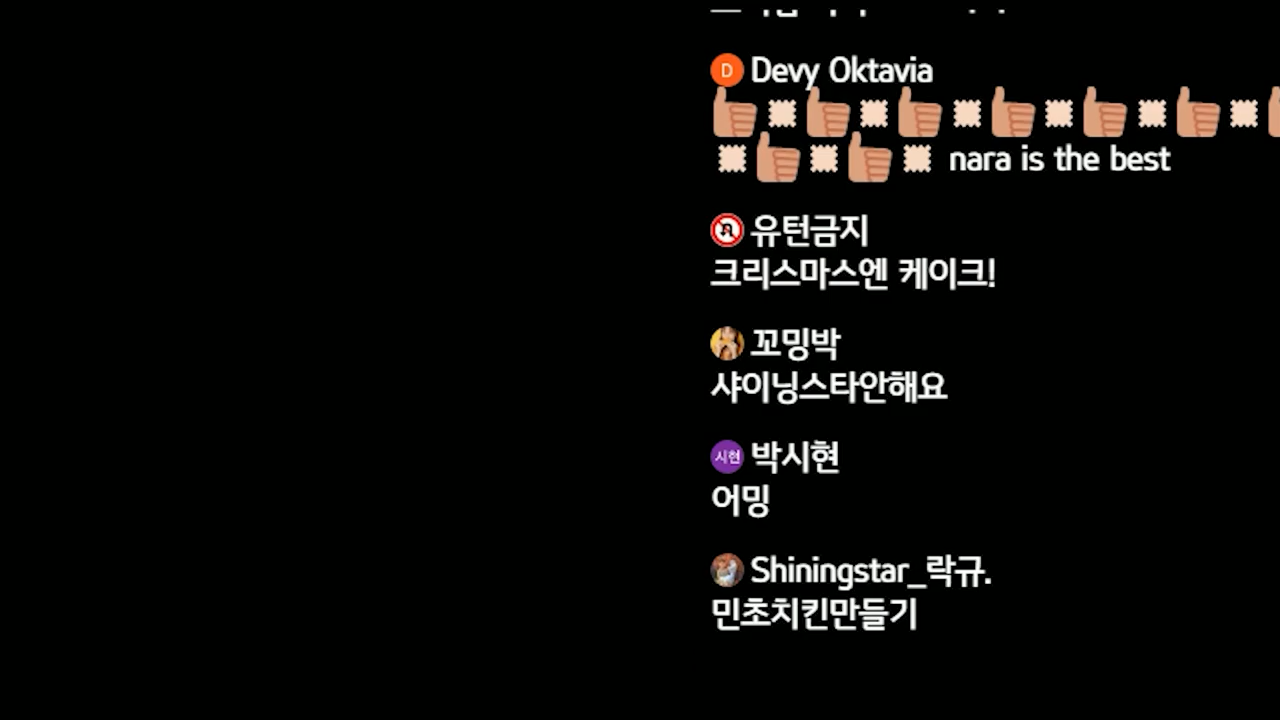 Devy Oktavia
nara is the best
유턴금지
크리스마스엔 케이크!
꼬밍박
샤이닝스타안해요
시현 박시현
어밍
Shiningstar_락규.
민초치킨만들기